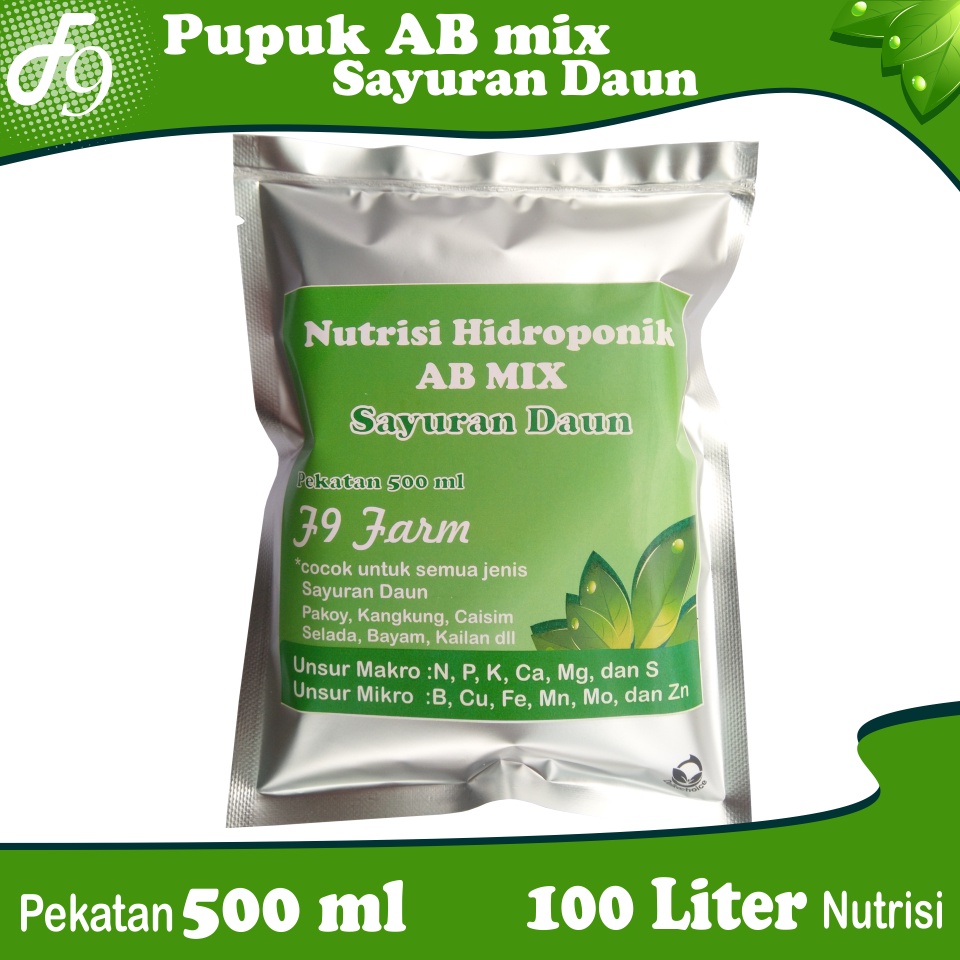 F9
Pupuk AB mix
Sayuran Daun
Nutrisi Hidroponik
AB MIX
Sayuran Daun
Pekatan 500 ml
F9 Farm
*cocok untuk semua jenis
Sayuran Daun
Pakoy, Kangkung, Caisim
Selada, Bayam, Kailan dll
Unsur Makro :N, P, K, Ca, Mg, dan S
Unsur Mikro :B, Cu, Fe, Mn, Mo, dan Zn
Pekatan 500 ml
100 Liter Nutrisi